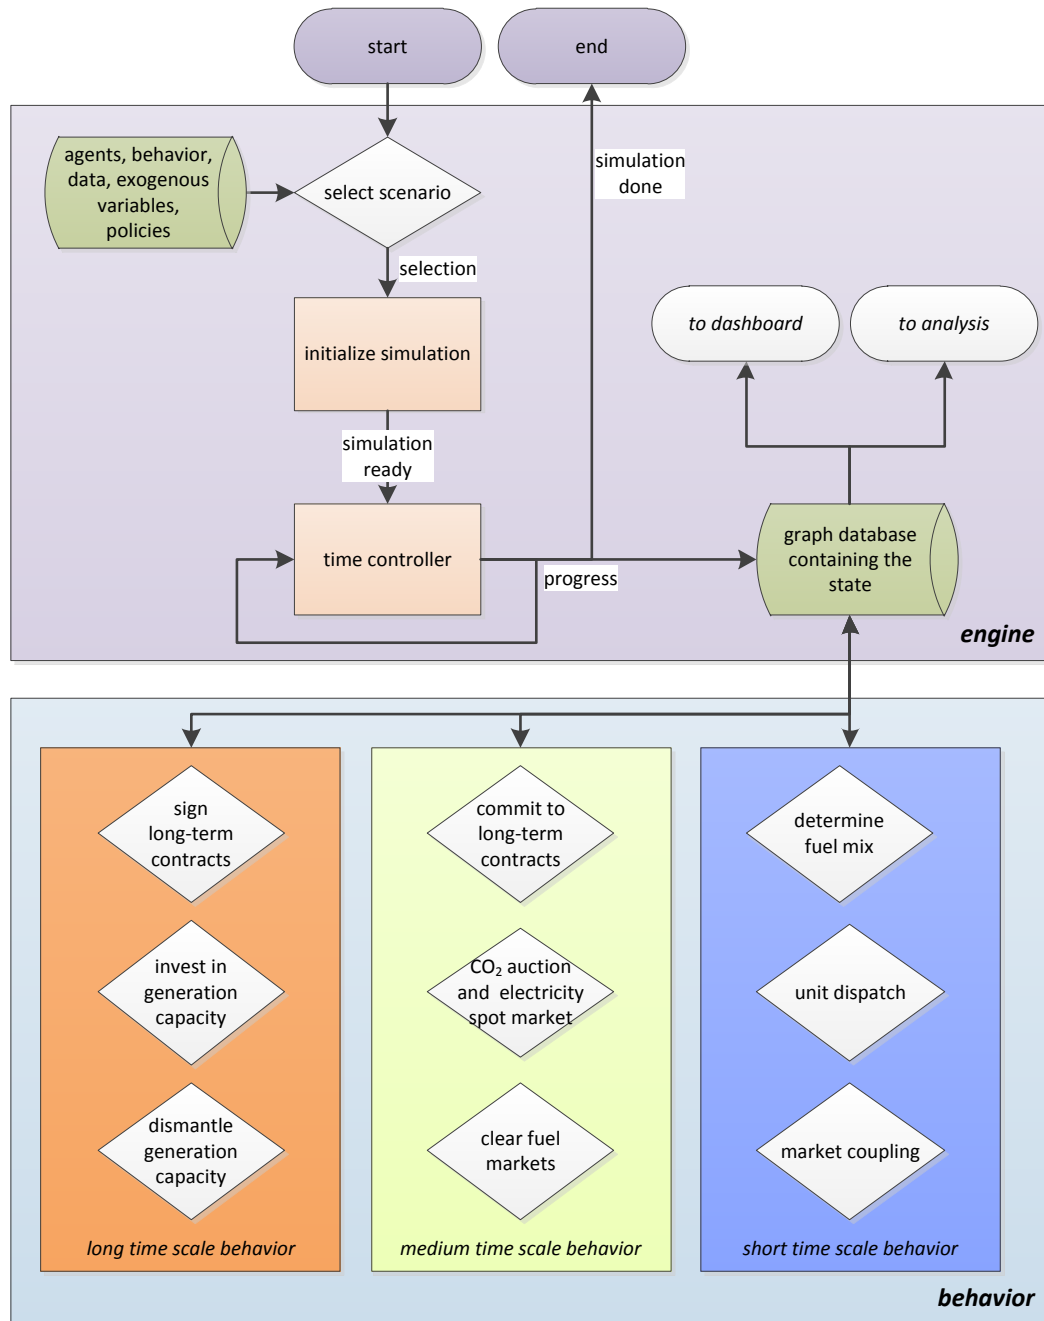 start
end
agents, behavior,
data, exogenous
variables,
policies
select scenario
simulation
done
selection
initialize simulation
to dashboard
to analysis
simulation
ready
time controller
progress
graph database
containing the
state
engine
sign
long-term
contracts
commit to
long-term
contracts
determine
fuel mix
invest in
generation
capacity
CO₂ auction
and electricity
spot market
unit dispatch
dismantle
generation
capacity
clear fuel
markets
market coupling
long time scale behavior
medium time scale behavior
short time scale behavior
behavior